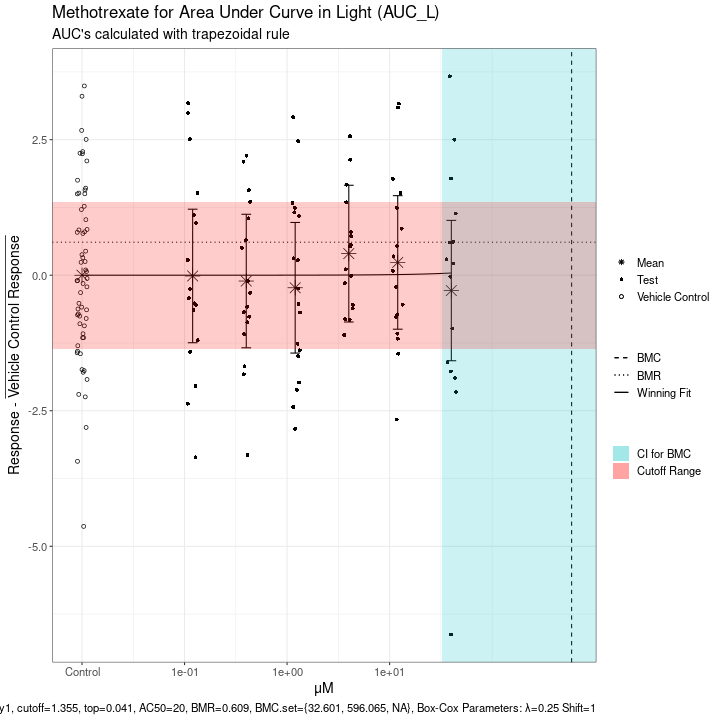 Methotrexate for Area Under Curve in Light (AUC_L)
AUC's calculated with trapezoidal rule
Response - Vehicle Control Response
2.5
0.0
-2.5
-5.0
Control
1e-01
1e+00
1e+01
μM
Mean
Test
Vehicle Control
BMC
BMR
Winning Fit
CI for BMC
Cutoff Range
y1, cutoff=1.355, top=0.041, AC50=20, BMR=0.609, BMC.set={32.601, 596.065, NA}, Box-Cox Parameters: λ=0.25 Shift=1